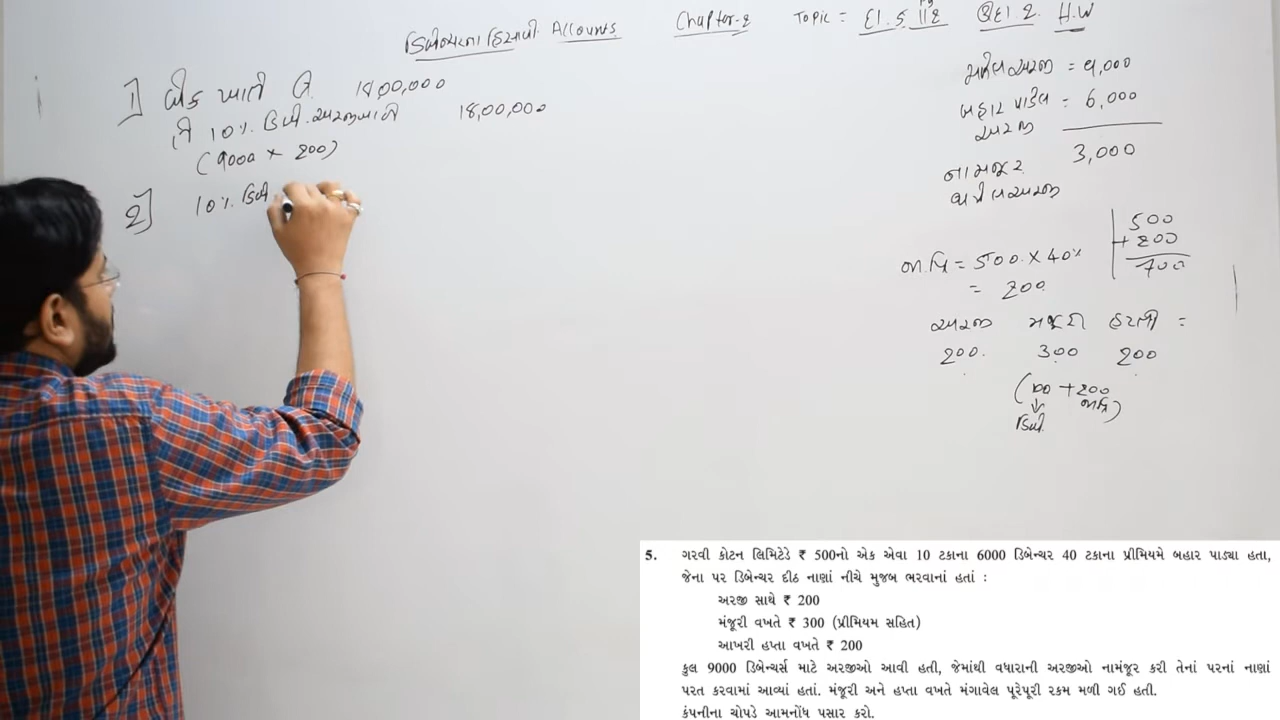 ડિબેન્ચરના હિસાબો Accounts Chapter-2 Topic = દા.5 || દાખલા 2. H.W
1] બેંક ખાતે ઉ. 18,00,000
તે 10% ડિબે. અરજી ખાતે 18,00,000
(9000 x 200)
2] 10% ડિબે
મળેલ અરજી = 9,000
બહાર પાડેલ = 6,000
અરજી
નામંજૂર 3,000
કરેલ અરજી
500 x 40%
= 200
500
+ 200
700
અરજી મંજૂરી હપ્તો =
200. 300 200
(100 + 200
ડિબે. પ્રિ)
5. ગરવી કોટન લિમિટેડે ₹ 500નો એક એવા 10 ટકાના 6000 ડિબેન્ચર 40 ટકાના પ્રીમિયમે બહાર પાડ્યા હતા,
જેના પર ડિબેન્ચર દીઠ નાણાં નીચે મુજબ ભરવાનાં હતાં :
અરજી સાથે ₹ 200
મંજૂરી વખતે ₹ 300 (પ્રીમિયમ સહિત)
આખરી હપ્તા વખતે ₹ 200
કુલ 9000 ડિબેન્ચર્સ માટે અરજીઓ આવી હતી, જેમાંથી વધારાની અરજીઓ નામંજૂર કરી તેનાં પરનાં નાણાં
પરત કરવામાં આવ્યાં હતાં. મંજૂરી અને હપ્તા વખતે મંગાવેલ પૂરેપૂરી રકમ મળી ગઈ હતી.
કંપનીના ચોપડે આમનોંધ પસાર કરો.